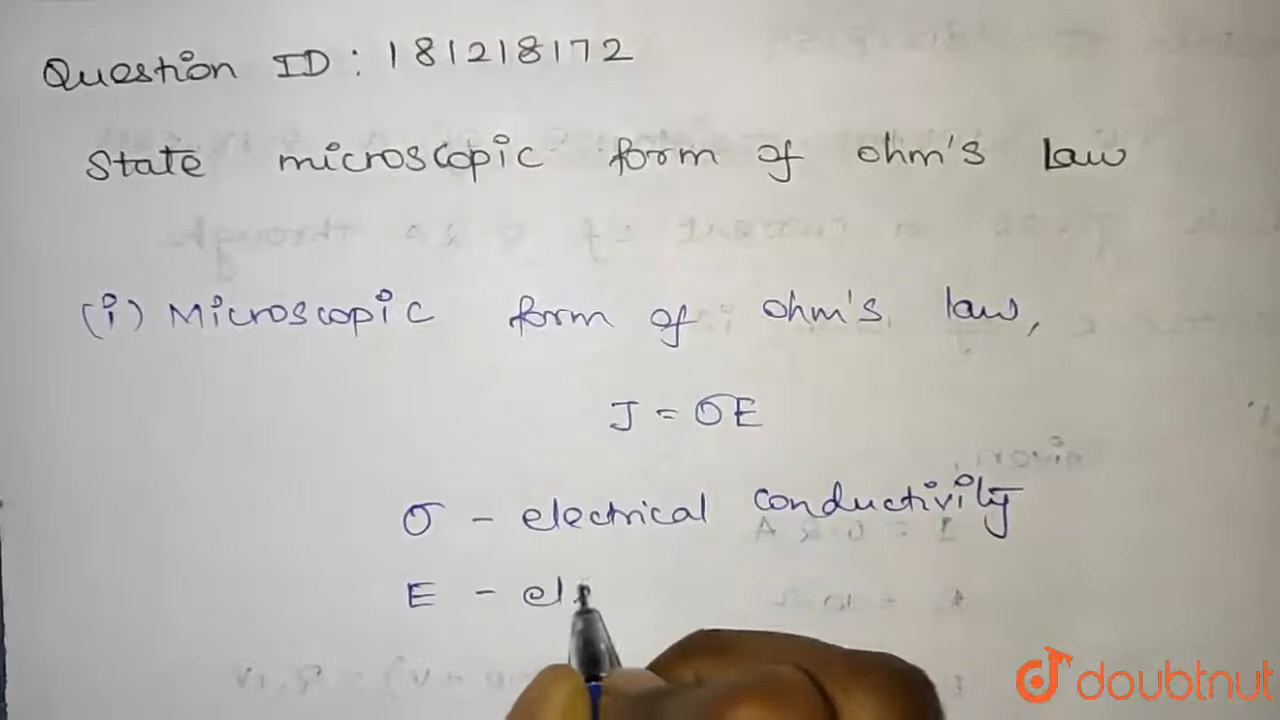 Question ID : 181218172
State microscopic form of ohm's law
(i) Microscopic form of ohm's law,
J = σE
σ - electrical conductivity
E - el
doubtnut